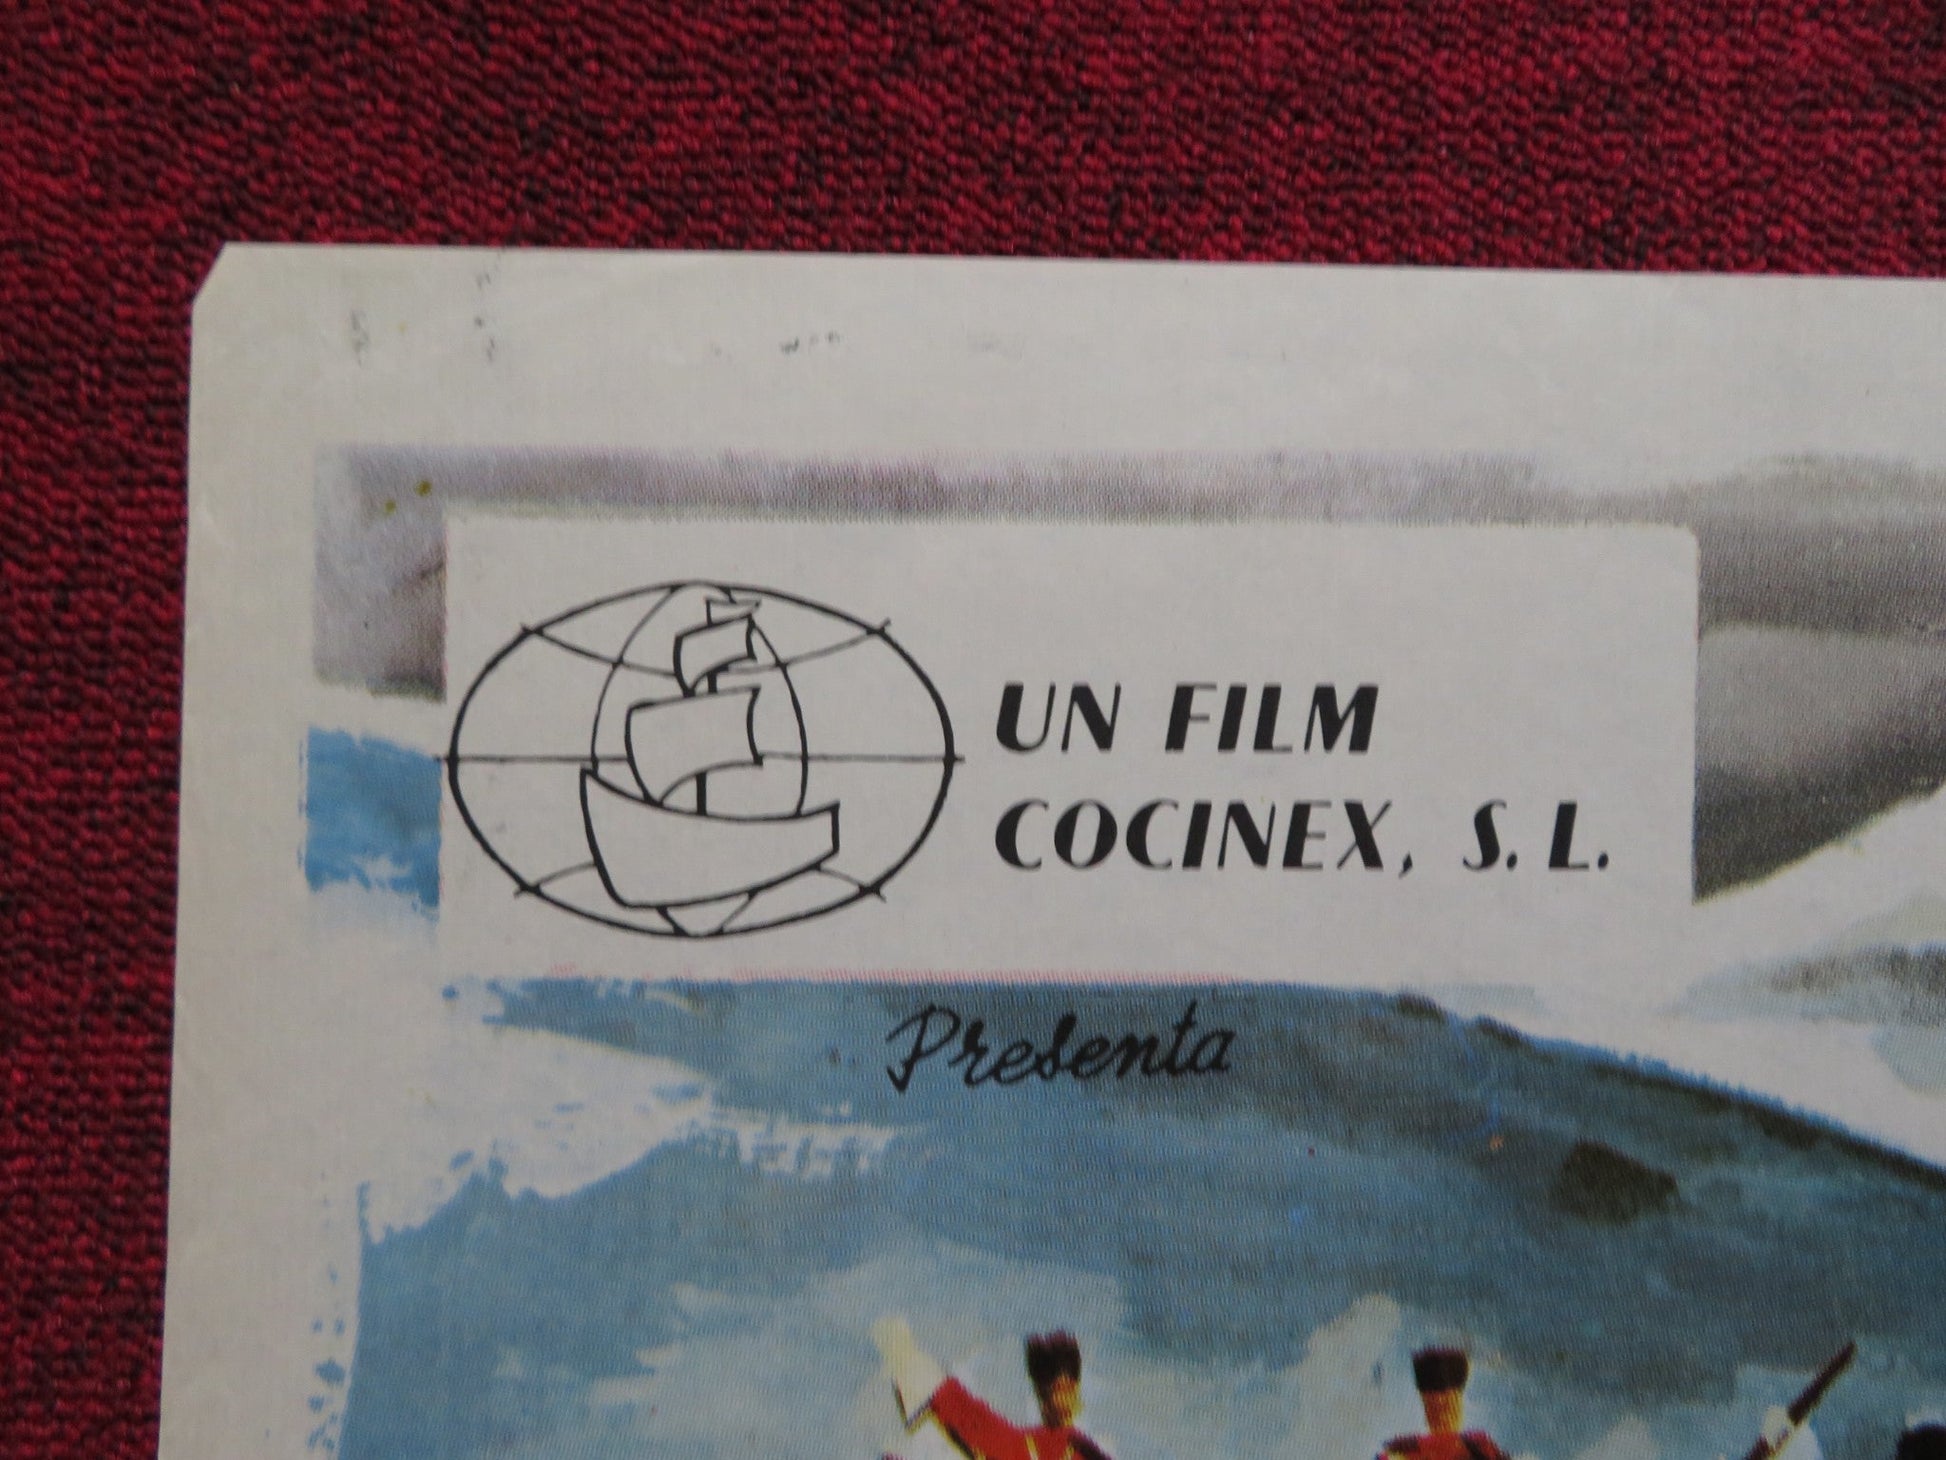 UN FILM
COCINEX, S. L.
Presenta